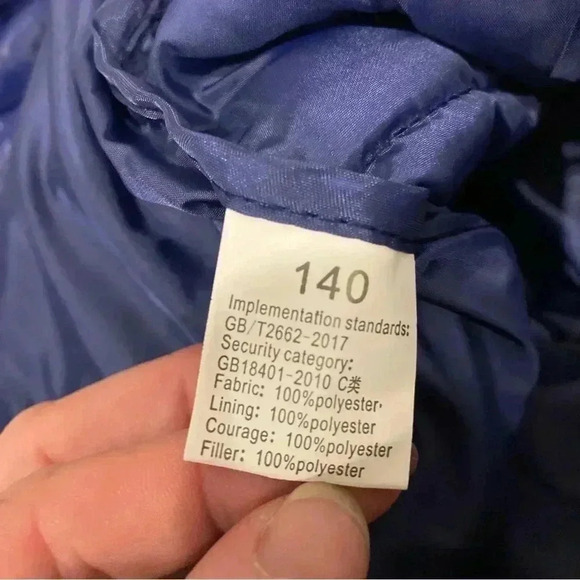 140
Implementation standards:
GB/T2662-2017
Security category:
GB18401-2010 C类
Fabric: 100%polyester.
Lining: 100%polyester
Courage: 100%polyester
Filler: 100%polyester